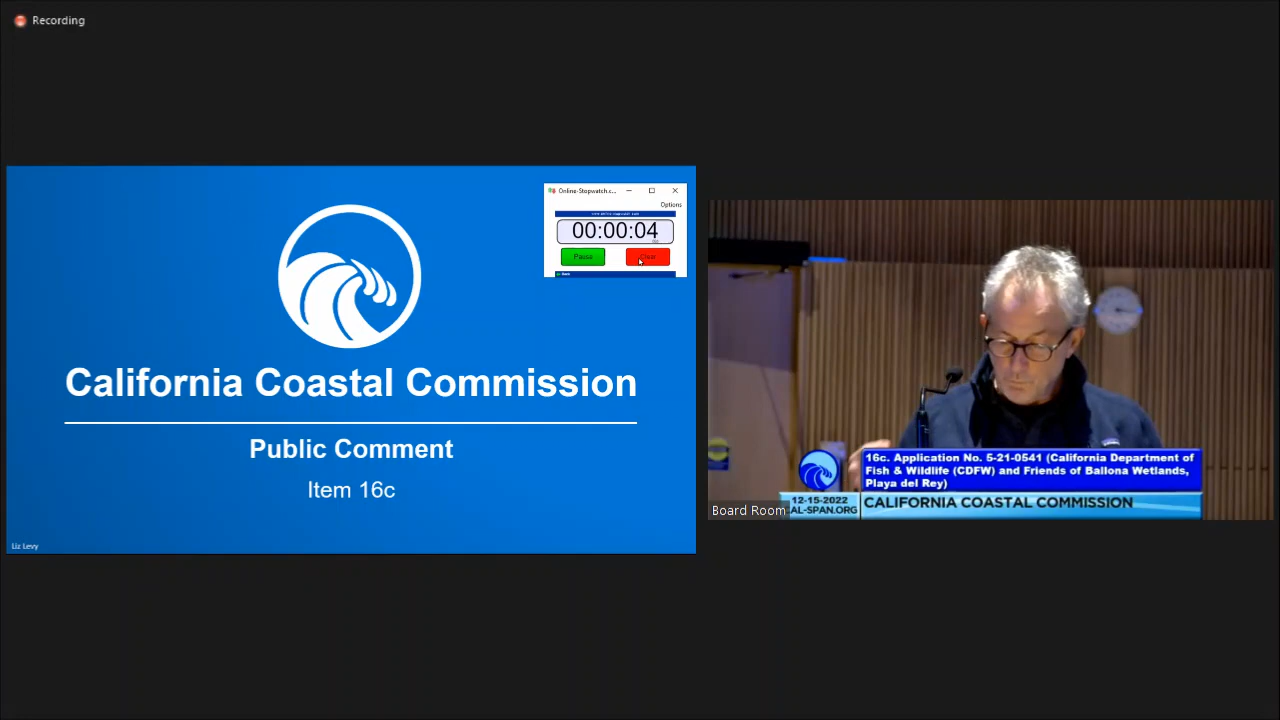 Recording
Online-Stopwatch.c...
Options
00:00:04
Pause
Clear
California Coastal Commission
Public Comment
Item 16c
Liz Levy
16c. Application No. 5-21-0541 (California Department of
Fish & Wildlife (CDFW) and Friends of Ballona Wetlands,
Playa del Rey)
12-15-2022
AL-SPAN.ORG
CALIFORNIA COASTAL COMMISSION
Board Room